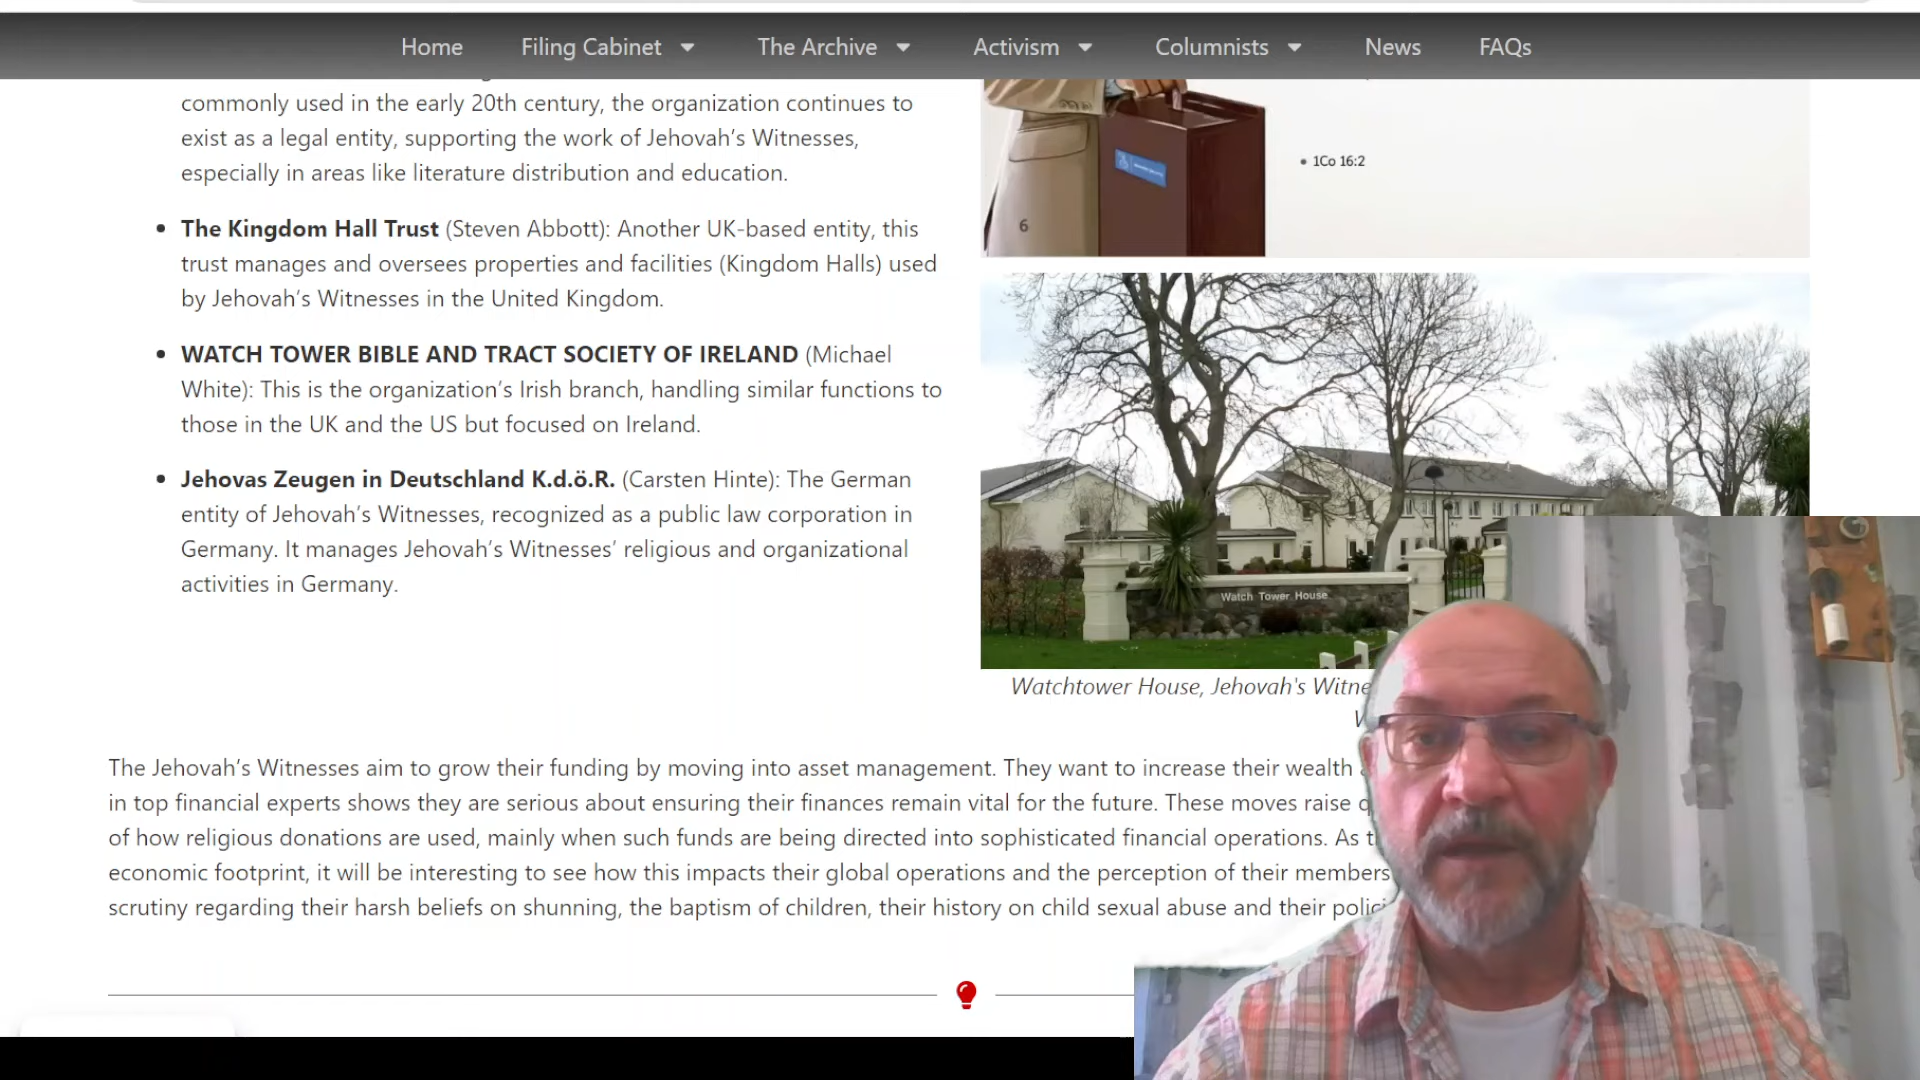 Home Filing Cabinet The Archive Activism Columnists News FAQs
commonly used in the early 20th century, the organization continues to
exist as a legal entity, supporting the work of Jehovah’s Witnesses,
especially in areas like literature distribution and education.
• The Kingdom Hall Trust (Steven Abbott): Another UK-based entity, this
trust manages and oversees properties and facilities (Kingdom Halls) used
by Jehovah’s Witnesses in the United Kingdom.
• WATCH TOWER BIBLE AND TRACT SOCIETY OF IRELAND (Michael
White): This is the organization’s Irish branch, handling similar functions to
those in the UK and the US but focused on Ireland.
• Jehovas Zeugen in Deutschland K.d.ö.R. (Carsten Hinte): The German
entity of Jehovah’s Witnesses, recognized as a public law corporation in
Germany. It manages Jehovah’s Witnesses’ religious and organizational
activities in Germany.
• 1Co 16:2
6
Watch Tower House
Watchtower House, Jehovah's Witne
The Jehovah’s Witnesses aim to grow their funding by moving into asset management. They want to increase their wealth
in top financial experts shows they are serious about ensuring their finances remain vital for the future. These moves raise q
of how religious donations are used, mainly when such funds are being directed into sophisticated financial operations. As t
economic footprint, it will be interesting to see how this impacts their global operations and the perception of their members
scrutiny regarding their harsh beliefs on shunning, the baptism of children, their history on child sexual abuse and their polic